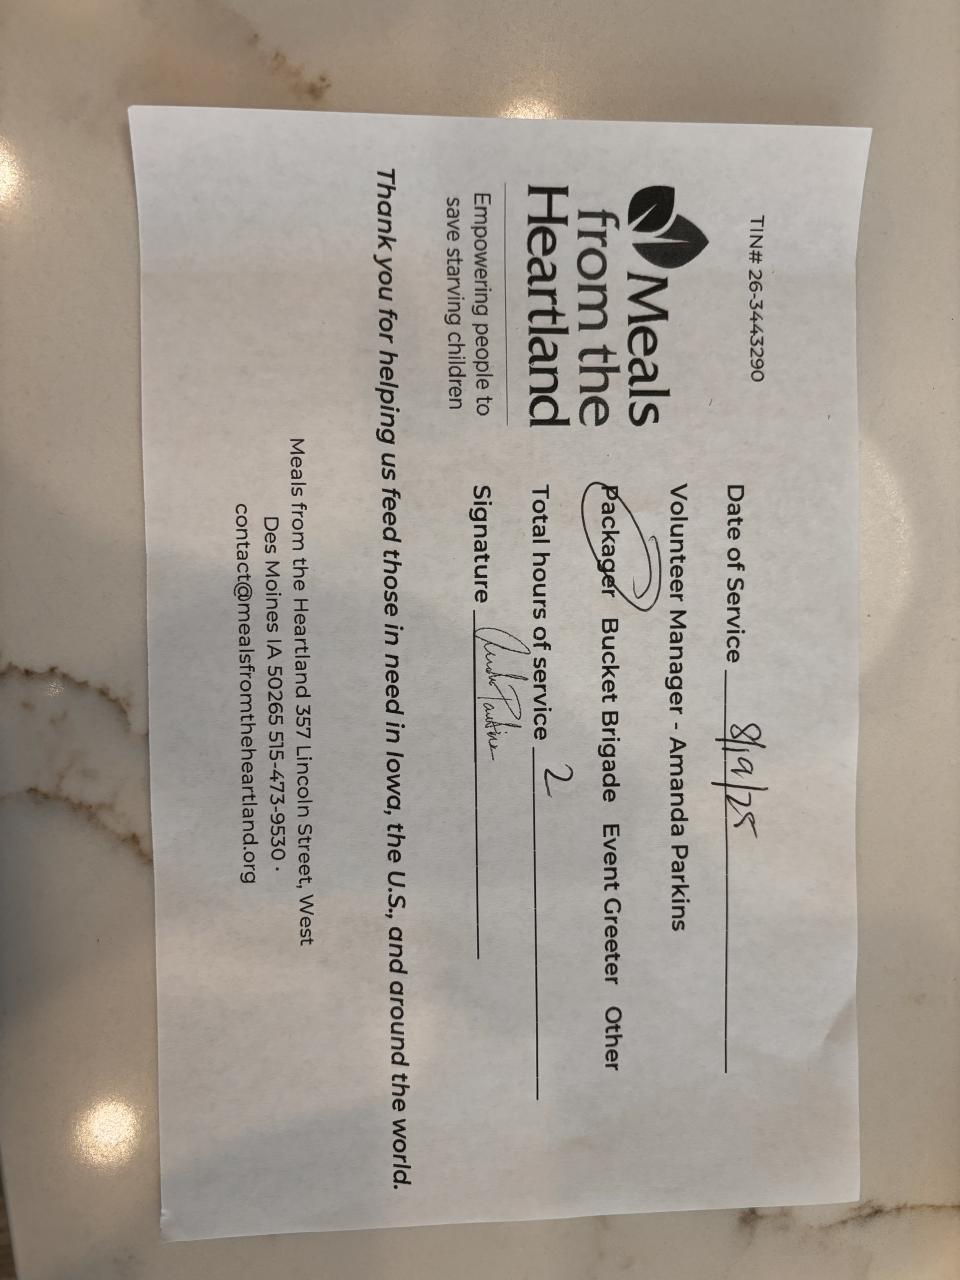 TIN# 26-3443290
Meals
from the
Heartland
Empowering people to
save starving children
Date of Service 8/19/25
Volunteer Manager - Amanda Parkins
Packager Bucket Brigade Event Greeter Other
Total hours of service 2
Signature
Thank you for helping us feed those in need in Iowa, the U.S., and around the world.
Meals from the Heartland 357 Lincoln Street, West
Des Moines IA 50265 515-473-9530 ·
contact@mealsfromtheheartland.org